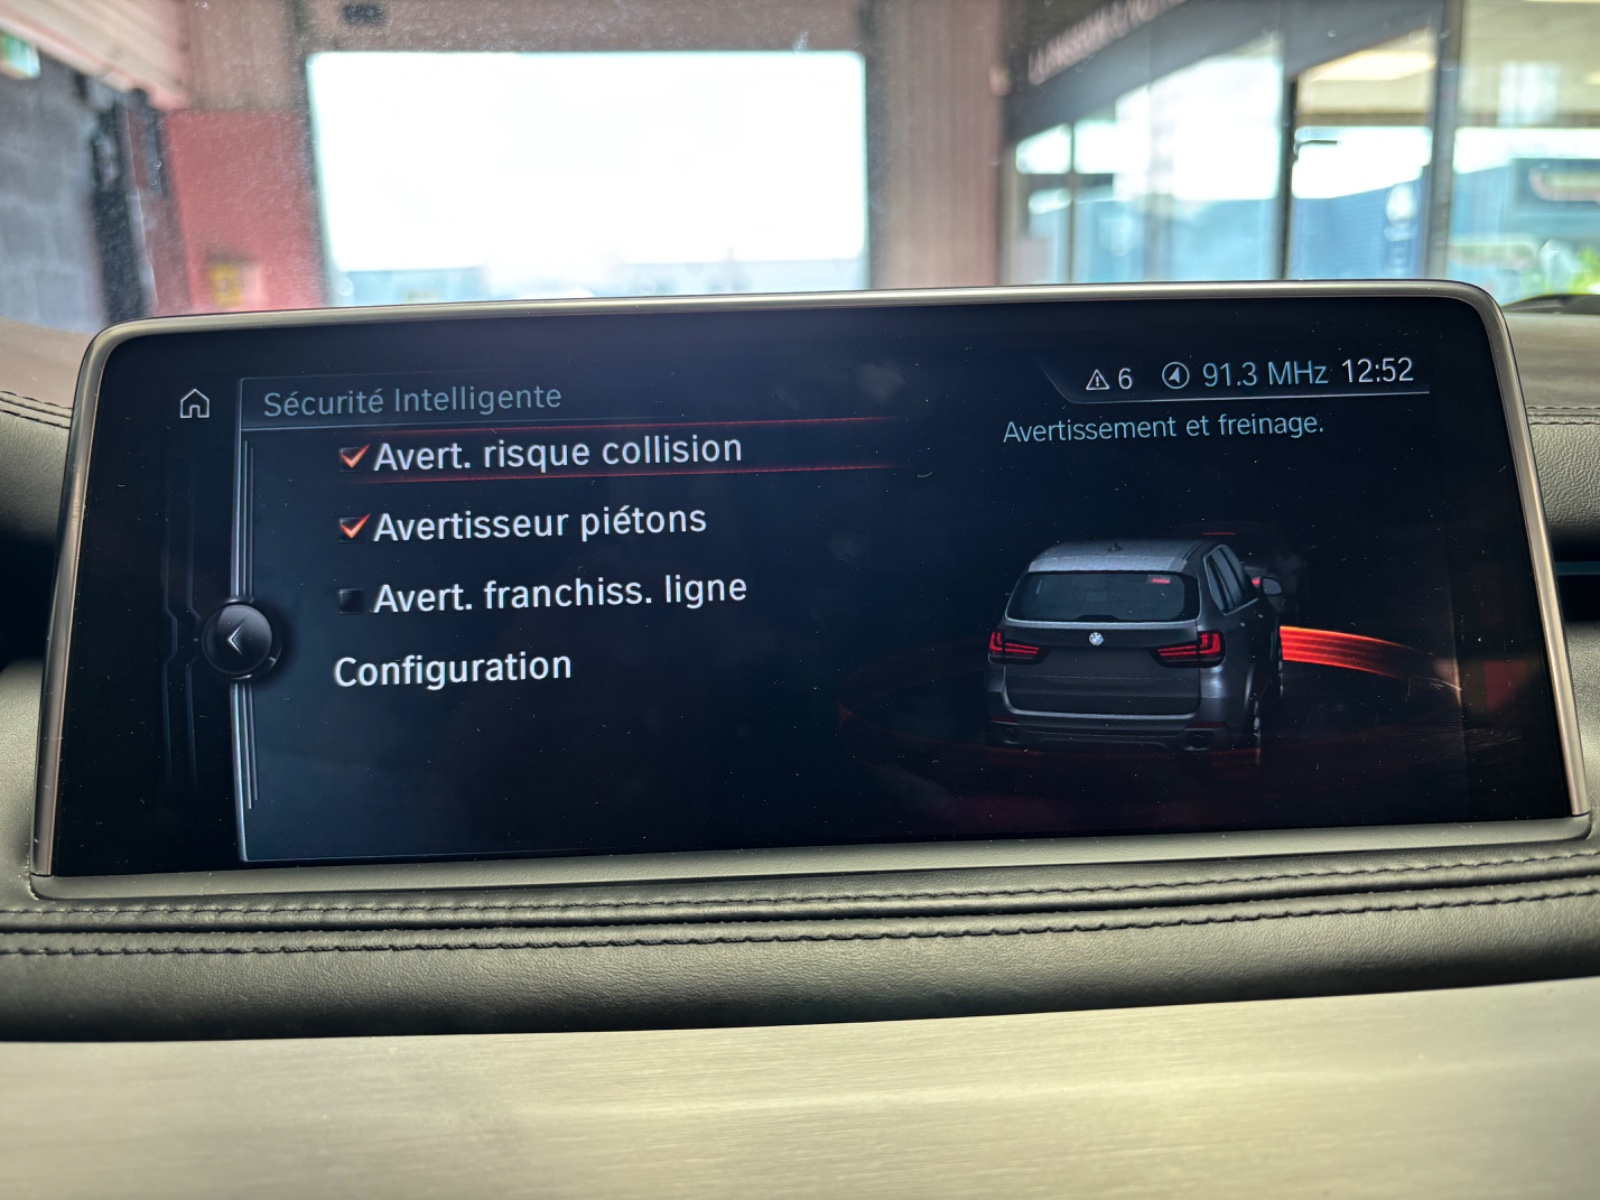 Sécurité Intelligente
6 91.3 MHz 12:52
Avert. risque collision
Avertisseur piétons
Avert. franchiss. ligne
Configuration
Avertissement et freinage.